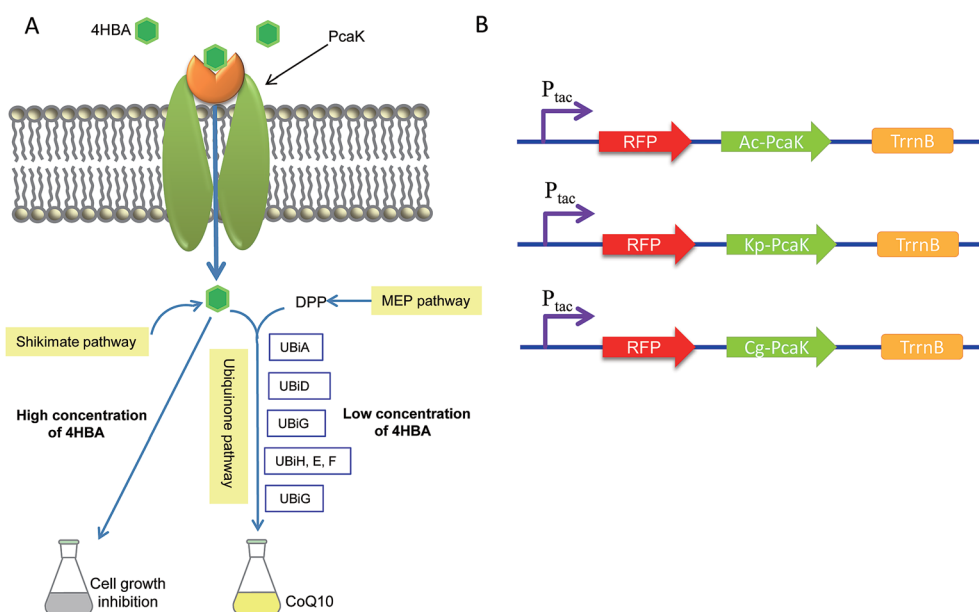 A
4HBA
PcaK
Shikimate pathway
DPP
MEP pathway
Ubiquinone pathway
UBiA
UBiD
UBiG
UBiH, E, F
UBiG
High concentration
of 4HBA
Low concentration
of 4HBA
Cell growth
inhibition
CoQ10
B
Ptac
RFP
Ac-PcaK
TrrnB
Ptac
RFP
Kp-PcaK
TrrnB
Ptac
RFP
Cg-PcaK
TrrnB